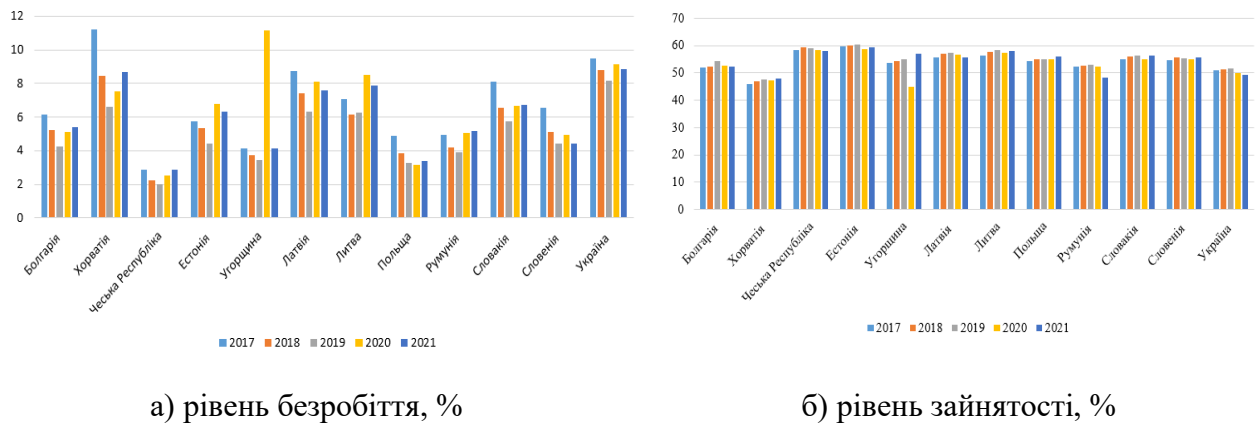 12
10
8
6
4
2
0
Болгарія
Хорватія
Чеська Республіка
Естонія
Угорщина
Латвія
Литва
Польща
Румунія
Словакія
Словенія
Україна
2017 2018 2019 2020 2021
а) рівень безробіття, %
70
60
50
40
30
20
10
0
Болгарія
Хорватія
Чеська Республіка
Естонія
Угорщина
Латвія
Литва
Польща
Румунія
Словакія
Словенія
Україна
2017 2018 2019 2020 2021
б) рівень зайнятості, %